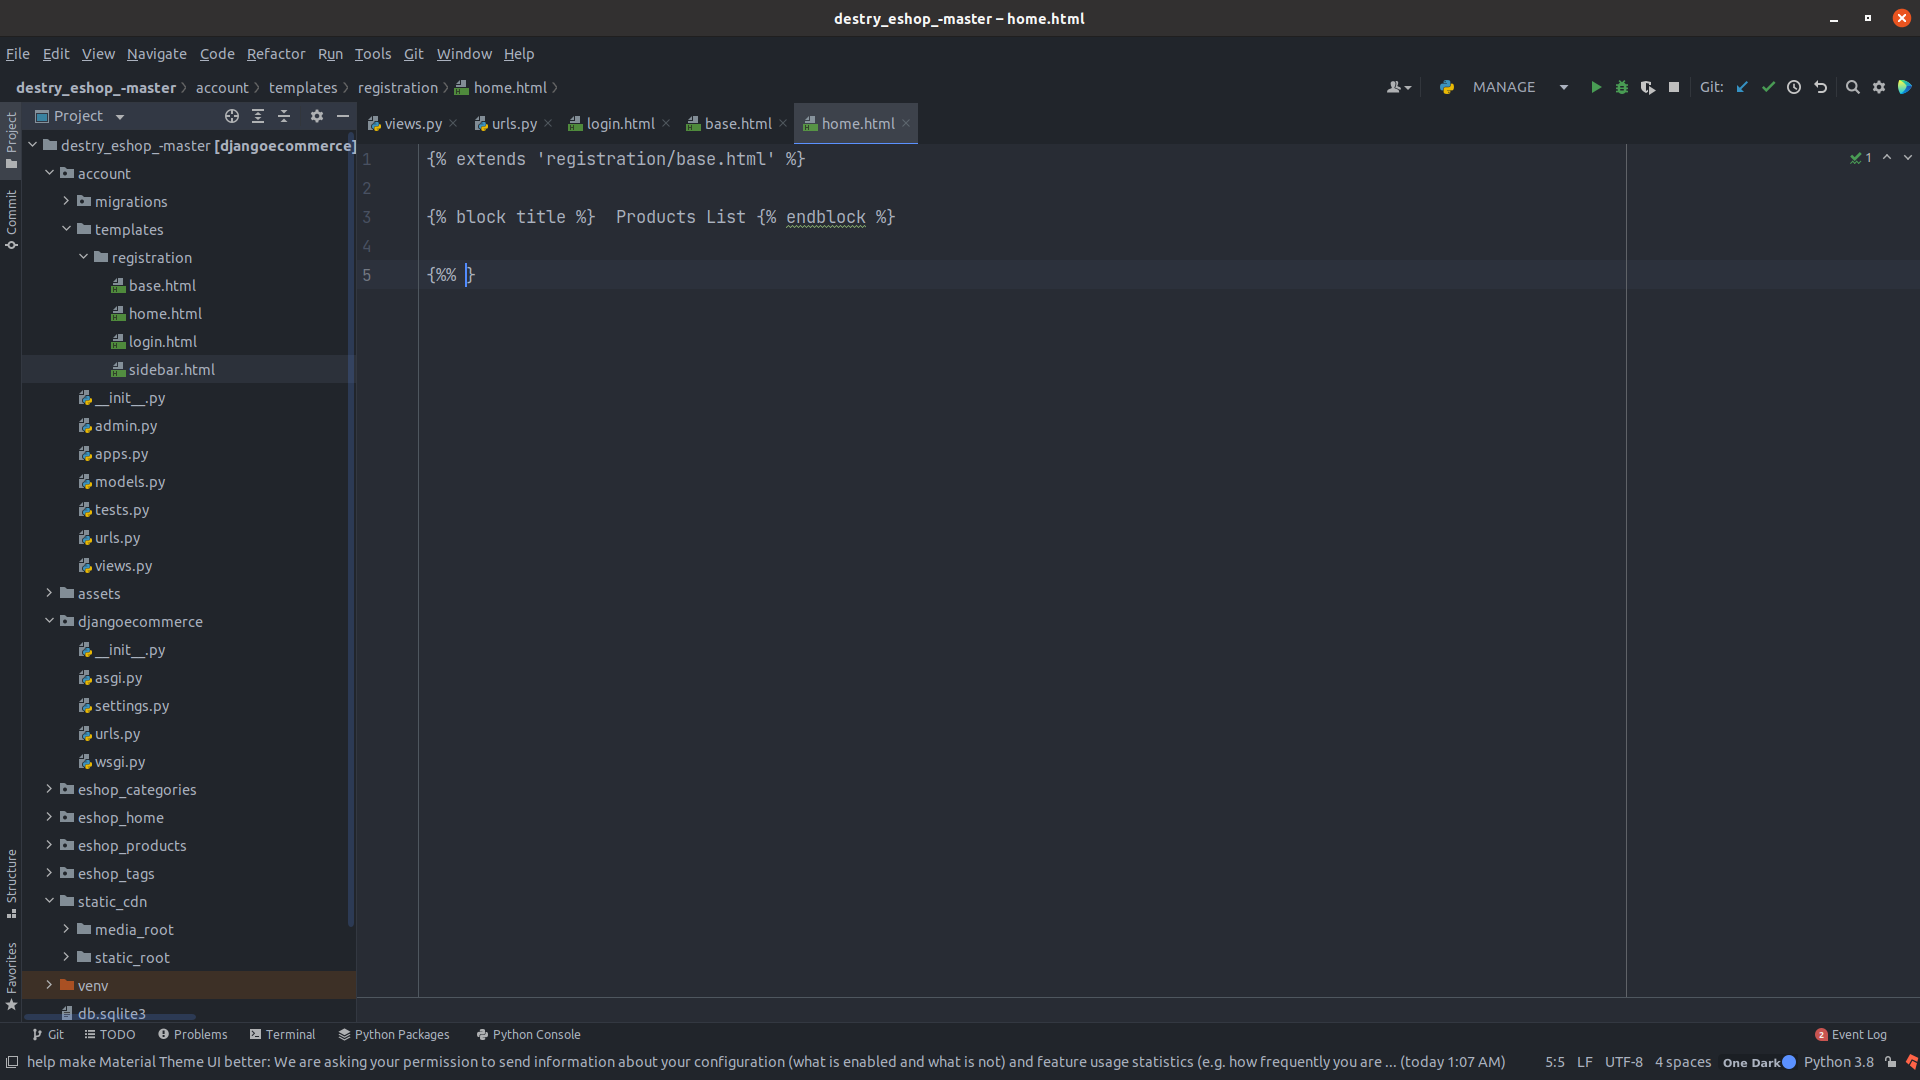 destry_eshop_-master – home.html
File Edit View Navigate Code Refactor Run Tools Git Window Help
destry_eshop_-master account templates registration home.html
MANAGE
Git:
Project
views.py
urls.py
login.html
base.html
home.html
Project
Commit
Structure
Favorites
destry_eshop_-master [djangoecommerce]
account
migrations
templates
registration
base.html
home.html
login.html
sidebar.html
__init__.py
admin.py
apps.py
models.py
tests.py
urls.py
views.py
assets
djangoecommerce
__init__.py
asgi.py
settings.py
urls.py
wsgi.py
eshop_categories
eshop_home
eshop_products
eshop_tags
static_cdn
media_root
static_root
venv
db.sqlite3
1 {% extends 'registration/base.html' %}
2
3 {% block title %}  Products List {% endblock %}
4
5 {%% }
1
Git TODO Problems Terminal Python Packages Python Console
2 Event Log
help make Material Theme UI better: We are asking your permission to send information about your configuration (what is enabled and what is not) and feature usage statistics (e.g. how frequently you are ... (today 1:07 AM)
5:5 LF UTF-8 4 spaces One Dark Python 3.8